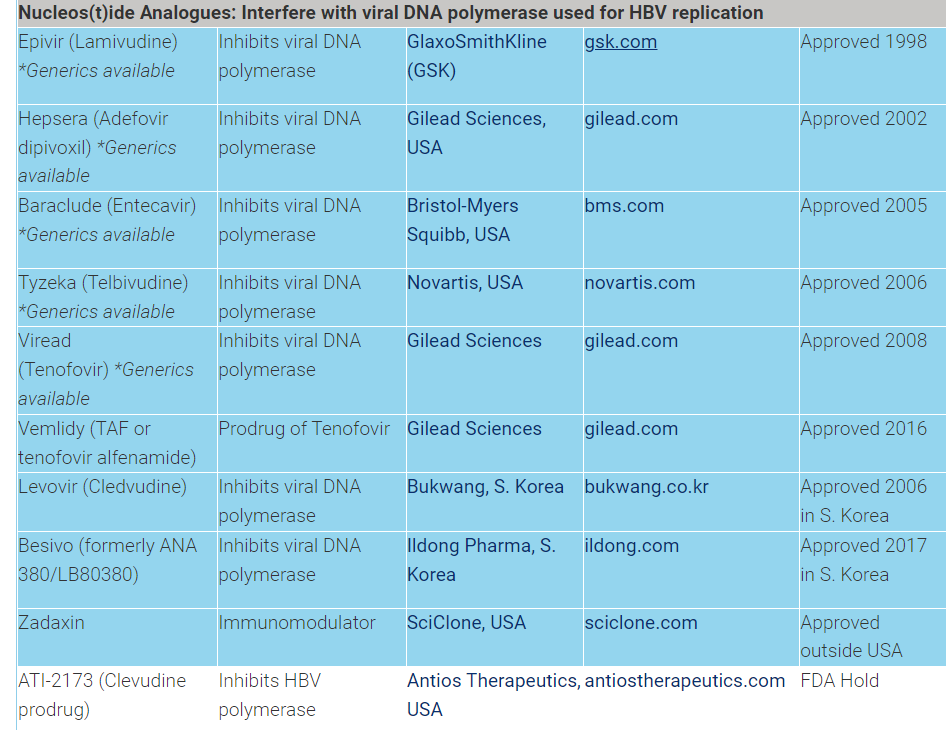 Nucleos(t)ide Analogues: Interfere with viral DNA polymerase used for HBV replication
Epivir (Lamivudine) Inhibits viral DNA GlaxoSmithKline gsk.com Approved 1998
*Generics available polymerase (GSK)
Hepsera (Adefovir Inhibits viral DNA Gilead Sciences, gilead.com Approved 2002
dipivoxil) *Generics polymerase USA
available
Baraclude (Entecavir) Inhibits viral DNA Bristol-Myers bms.com Approved 2005
*Generics available polymerase Squibb, USA
Tyzeka (Telbivudine) Inhibits viral DNA Novartis, USA novartis.com Approved 2006
*Generics available polymerase
Viread Inhibits viral DNA Gilead Sciences gilead.com Approved 2008
(Tenofovir) *Generics polymerase
available
Vemlidy (TAF or Prodrug of Tenofovir Gilead Sciences gilead.com Approved 2016
tenofovir alfenamide)
Levovir (Cledvudine) Inhibits viral DNA Bukwang, S. Korea bukwang.co.kr Approved 2006
polymerase in S. Korea
Besivo (formerly ANA Inhibits viral DNA Ildong Pharma, S. ildong.com Approved 2017
380/LB80380) polymerase Korea in S. Korea
Zadaxin Immunomodulator SciClone, USA sciclone.com Approved
outside USA
ATI-2173 (Clevudine Inhibits HBV Antios Therapeutics, antiostherapeutics.com FDA Hold
prodrug) polymerase USA